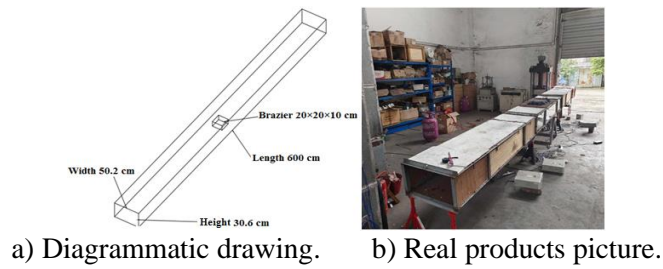 Brazier 20×20×10 cm
Length 600 cm
Width 50.2 cm
Height 30.6 cm
a) Diagrammatic drawing. b) Real products picture.